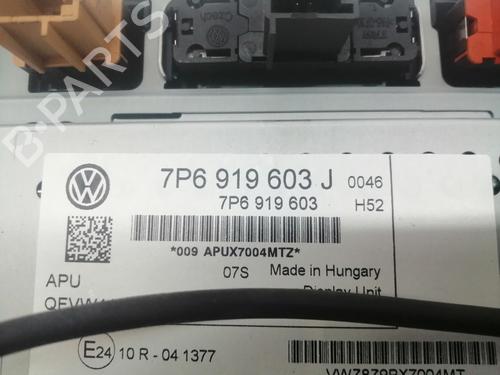 Czech
B-PARTS
7P6 919 603 J 0046
7P6 919 603 H52
*009 APUX7004MTZ*
07S Made in Hungary
APU
Display Unit
E24 10 R - 04 1377